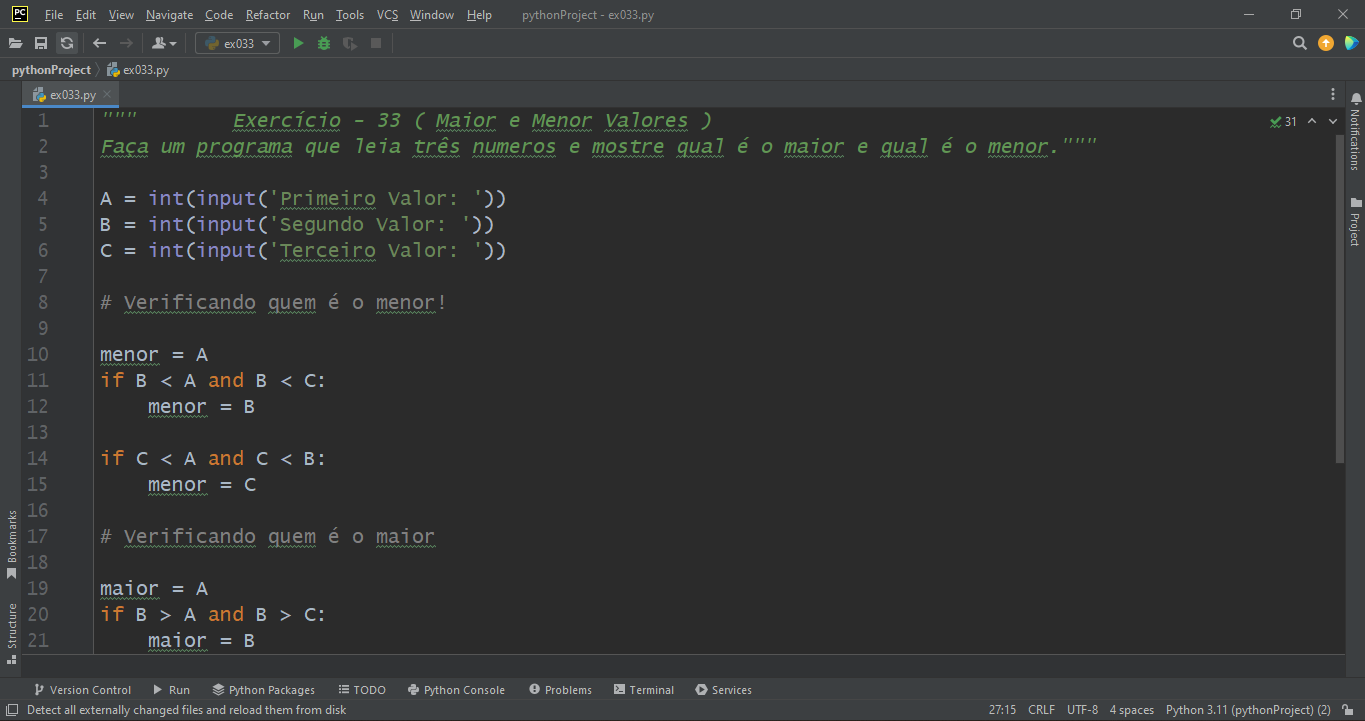 PC File Edit View Navigate Code Refactor Run Tools VCS Window Help pythonProject - ex033.py
ex033
pythonProject ex033.py
ex033.py
1 """        Exercício - 33 ( Maior e Menor Valores )
31
2 Faça um programa que leia três numeros e mostre qual é o maior e qual é o menor."""
3
4 A = int(input('Primeiro Valor: '))
5 B = int(input('Segundo Valor: '))
6 C = int(input('Terceiro Valor: '))
7
8 # Verificando quem é o menor!
9
10 menor = A
11 if B < A and B < C:
12     menor = B
13
14 if C < A and C < B:
15     menor = C
16
17 # Verificando quem é o maior
18
19 maior = A
20 if B > A and B > C:
21     maior = B
Notifications
Project
Bookmarks
Structure
Version Control Run Python Packages TODO Python Console Problems Terminal Services
Detect all externally changed files and reload them from disk 27:15 CRLF UTF-8 4 spaces Python 3.11 (pythonProject) (2)